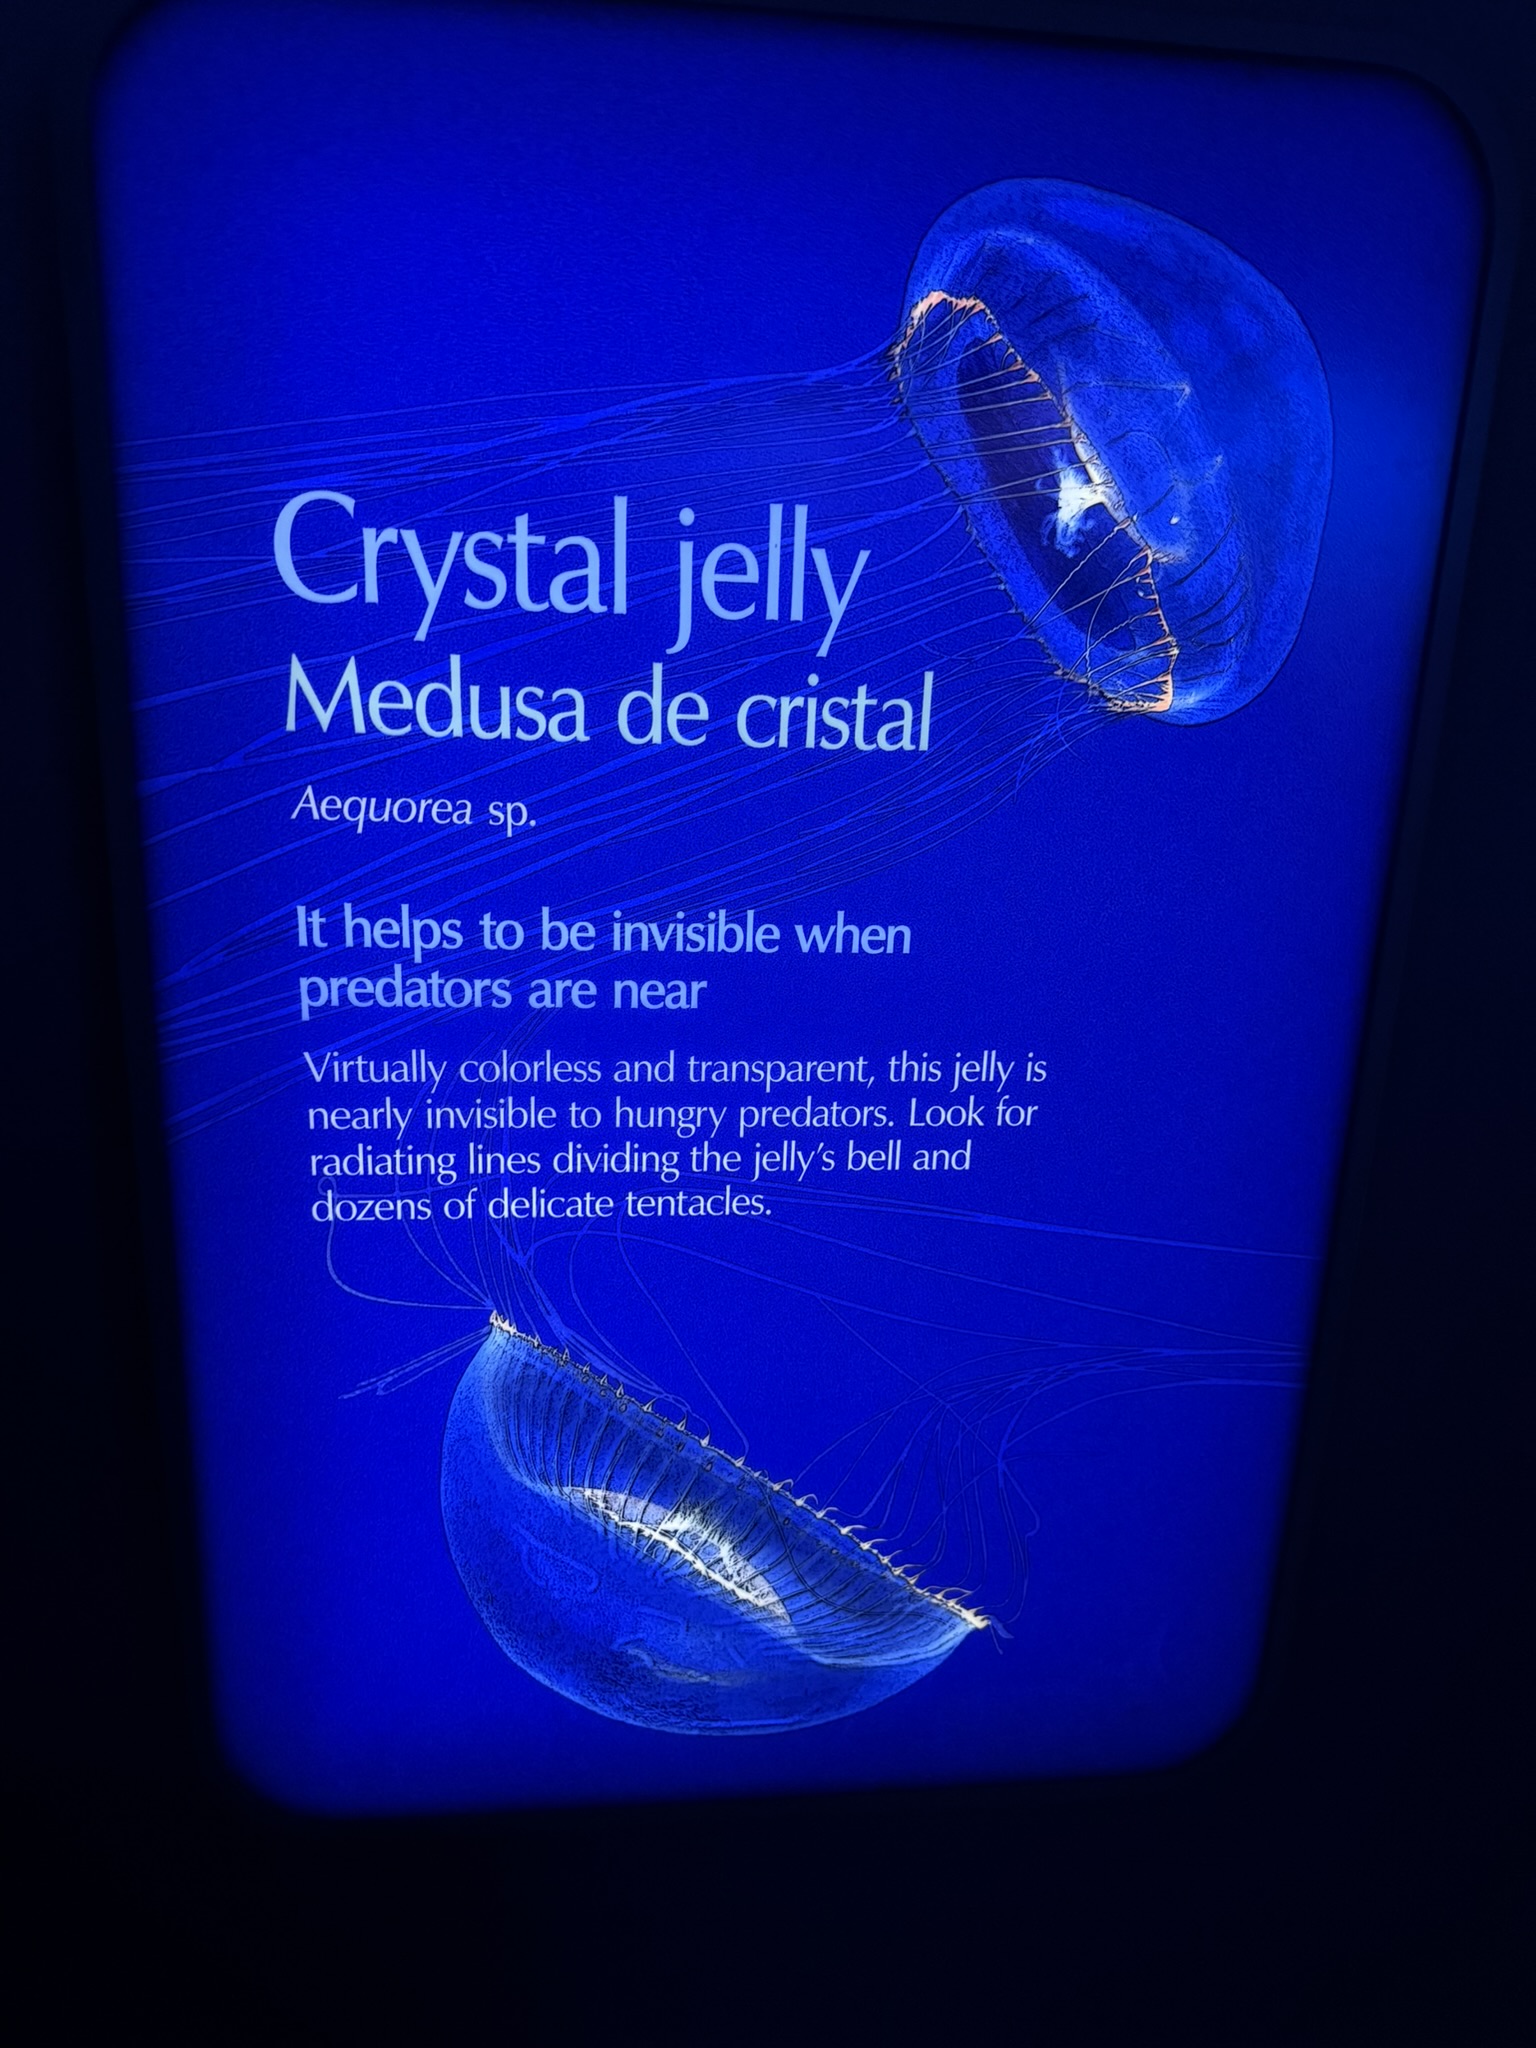 Crystal jelly
Medusa de cristal
Aequorea sp.
It helps to be invisible when
predators are near
Virtually colorless and transparent, this jelly is
nearly invisible to hungry predators. Look for
radiating lines dividing the jelly's bell and
dozens of delicate tentacles.